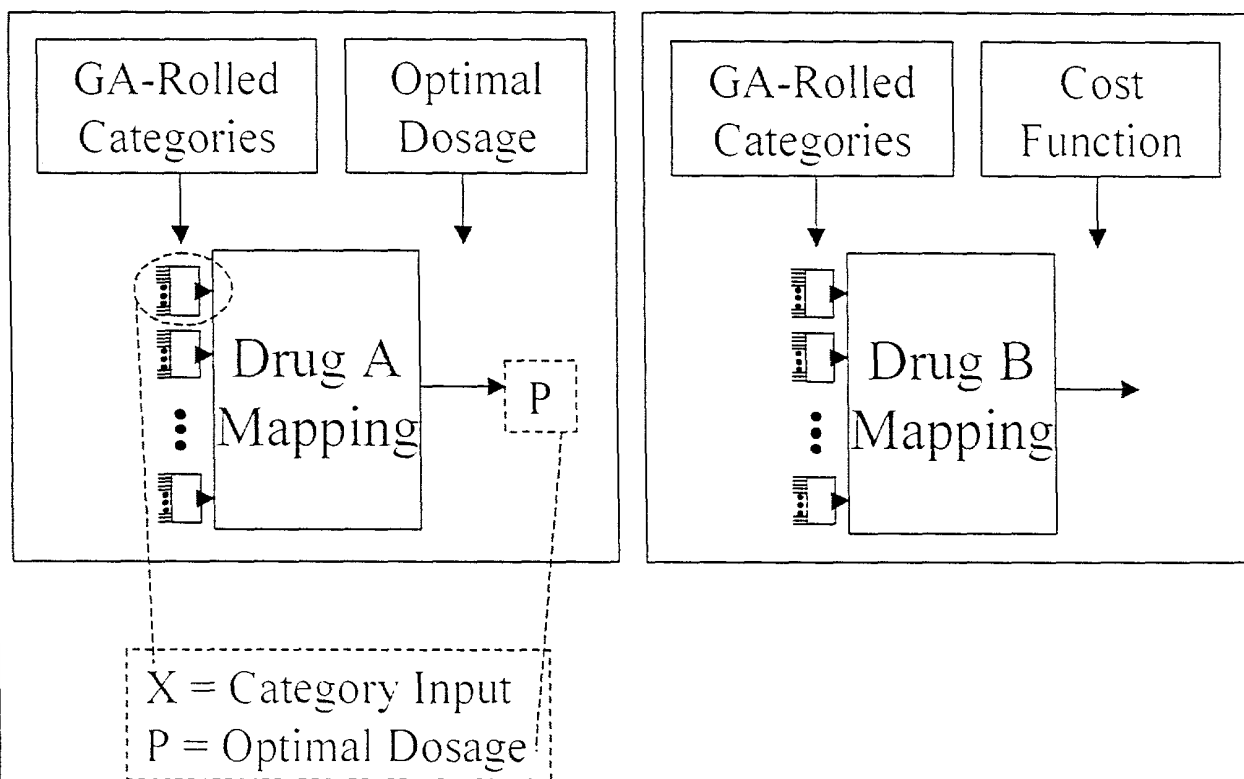 GA-Rolled
Categories
Optimal
Dosage
Drug A
Mapping
P
GA-Rolled
Categories
Cost
Function
Drug B
Mapping
X = Category Input
P = Optimal Dosage